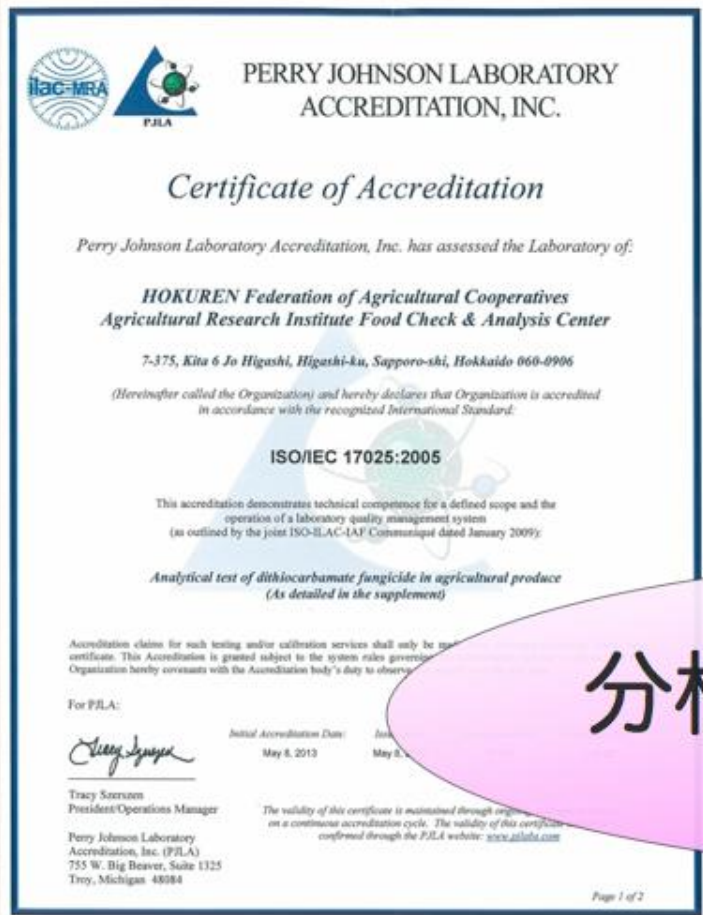 ilac-MRA
PJLA
PERRY JOHNSON LABORATORY
ACCREDITATION, INC.
Certificate of Accreditation
Perry Johnson Laboratory Accreditation, Inc. has assessed the Laboratory of:
HOKUREN Federation of Agricultural Cooperatives
Agricultural Research Institute Food Check & Analysis Center
7-375, Kita 6 Jo Higashi, Higashi-ku, Sapporo-shi, Hokkaido 060-0906
(Hereinafter called the Organization) and hereby declares that Organization is accredited
in accordance with the recognized International Standard:
ISO/IEC 17025:2005
This accreditation demonstrates technical competence for a defined scope and the
operation of a laboratory quality management system
(as outlined by the joint ISO-ILAC-IAF Communiqué dated January 2009):
Analytical test of dithiocarbamate fungicide in agricultural produce
(As detailed in the supplement)
Accreditation claims for such testing and/or calibration services shall only be
certificate. This Accreditation is granted subject to the system rules
Organization hereby covenants with the Accreditation body's duty to
For PJLA:
Initial Accreditation Date:
May 8, 2013 May 8,
Tracy Szerszen
President/Operations Manager
The validity of this certificate is maintained through
on a continuous accreditation cycle. The validity of this
confirmed through the PJLA website: www.pjlabs.com
Perry Johnson Laboratory
Accreditation, Inc. (PJLA)
755 W. Big Beaver, Suite 1325
Troy, Michigan 48084
Page 1 of 2
分